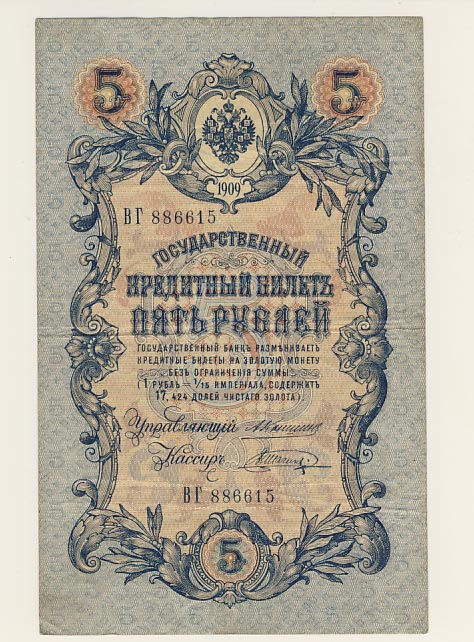 5 5
1909
ВГ 886615
ГОСУДАРСТВЕННЫЙ
КРЕДИТНЫЙ БИЛЕТЪ
ПЯТЬ РУБЛЕЙ
ГОСУДАРСТВЕННЫЙ БАНКЪ РАЗМѢНИВАЕТЪ
КРЕДИТНЫЕ БИЛЕТЫ НА ЗОЛОТУЮ МОНЕТУ
БЕЗЪ ОГРАНИЧЕНІЯ СУММЫ
(1 РУБЛЬ = 1/15 ИМПЕРІАЛА, СОДЕРЖИТЪ
17,424 ДОЛЕЙ ЧИСТАГО ЗОЛОТА)
Управляющій
Кассиръ
ВГ 886615
5